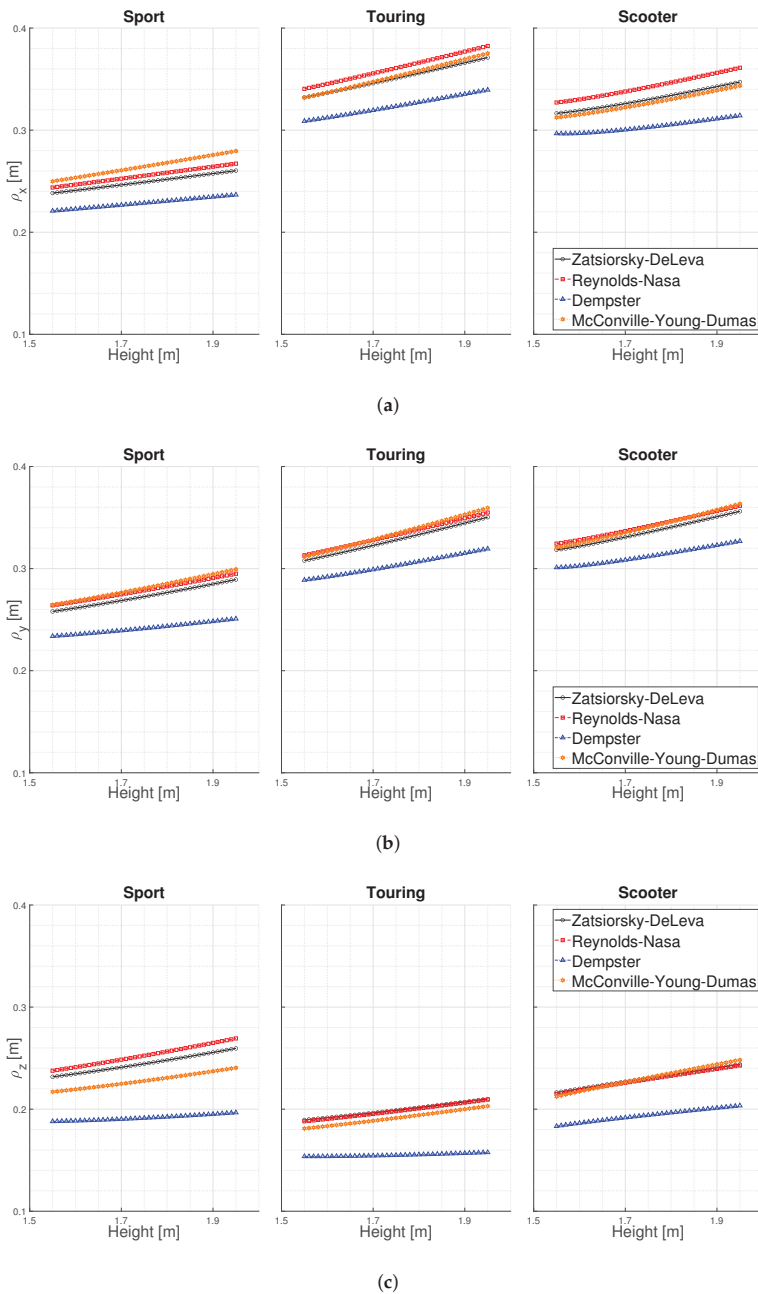 Sport Touring Scooter
0.4
0.3
0.2
0.1
ρx [m]
Zatsiorsky-DeLeva
Reynolds-Nasa
Dempster
McConville-Young-Dumas
1.5 1.7 1.9 1.5 1.7 1.9 1.5 1.7 1.9
Height [m] Height [m] Height [m]
(a)
Sport Touring Scooter
0.4
0.3
0.2
0.1
ρy [m]
Zatsiorsky-DeLeva
Reynolds-Nasa
Dempster
McConville-Young-Dumas
1.5 1.7 1.9 1.5 1.7 1.9 1.5 1.7 1.9
Height [m] Height [m] Height [m]
(b)
Sport Touring Scooter
0.4
0.3
0.2
0.1
ρz [m]
Zatsiorsky-DeLeva
Reynolds-Nasa
Dempster
McConville-Young-Dumas
1.5 1.7 1.9 1.5 1.7 1.9 1.5 1.7 1.9
Height [m] Height [m] Height [m]
(c)